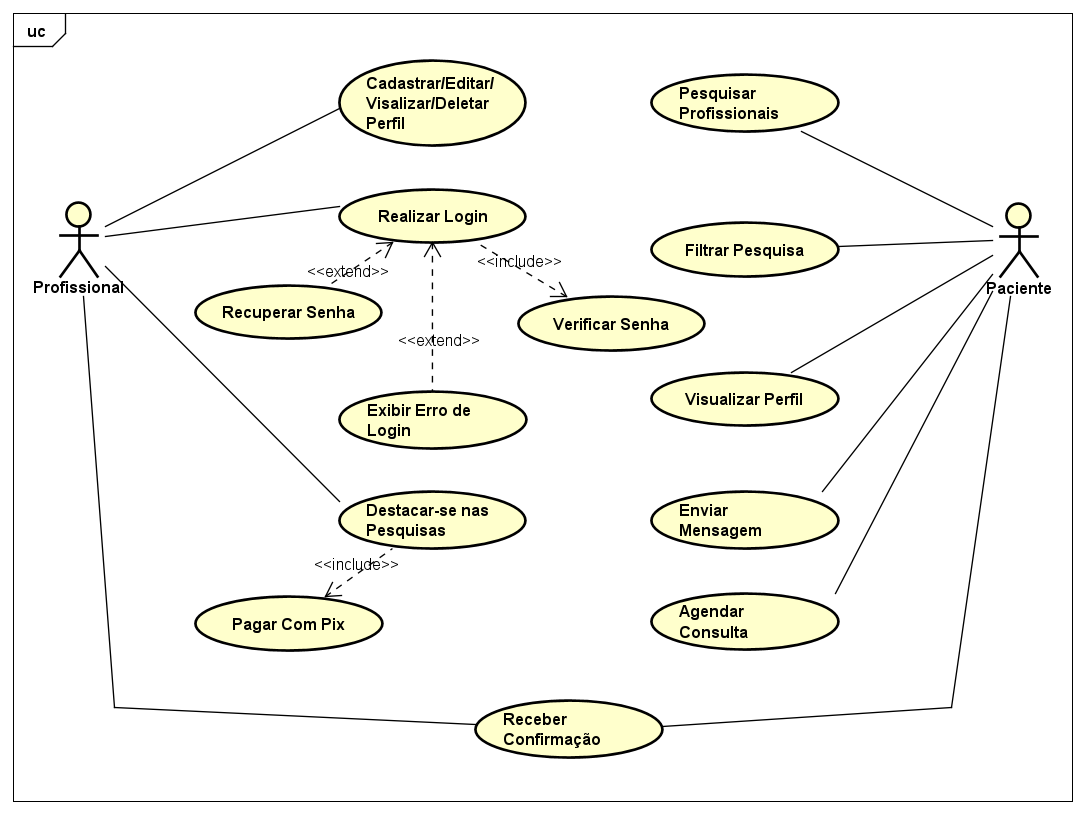 uc
Cadastrar/Editar/
Visalizar/Deletar
Perfil
Pesquisar
Profissionais
Realizar Login
Filtrar Pesquisa
<<extend>>
<<include>>
Profissional
Paciente
Recuperar Senha
Verificar Senha
<<extend>>
Exibir Erro de
Login
Visualizar Perfil
Destacar-se nas
Pesquisas
Enviar
Mensagem
<<include>>
Pagar Com Pix
Agendar
Consulta
Receber
Confirmação